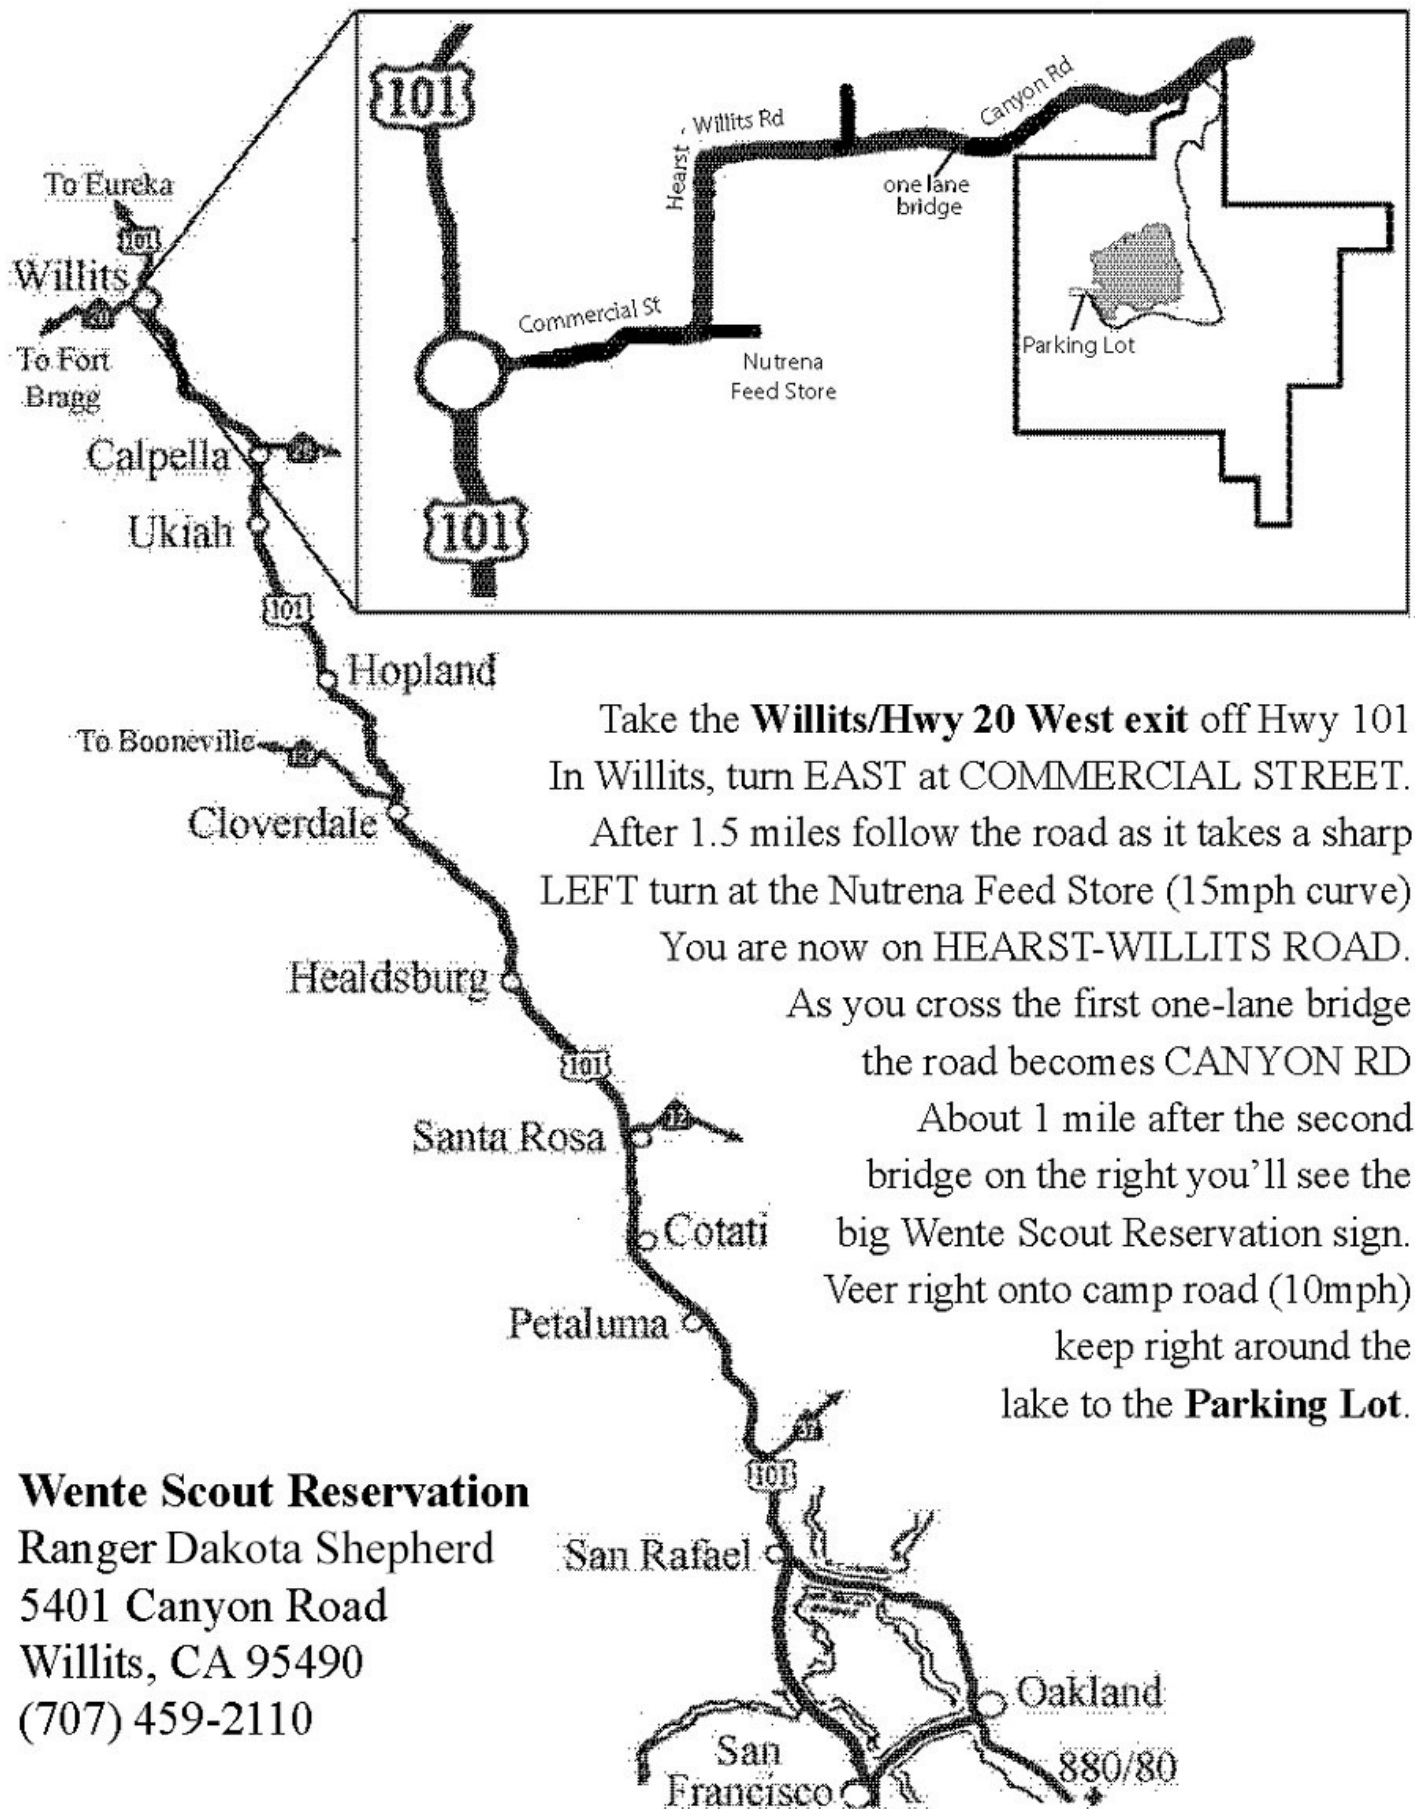 101
Hearst - Willits Rd
Canyon Rd
one lane
bridge
Commercial St
Nutrena
Feed Store
Parking Lot
101
To Eureka
101
Willits
20
To Fort
Bragg
Calpella
Ukiah
101
Hopland
To Booneville
Cloverdale
Healdsburg
101
Santa Rosa
12
Cotati
Petaluma
37
101
San Rafael
Oakland
880/80
San
Francisco
Take the Willits/Hwy 20 West exit off Hwy 101
In Willits, turn EAST at COMMERCIAL STREET.
After 1.5 miles follow the road as it takes a sharp
LEFT turn at the Nutrena Feed Store (15mph curve)
You are now on HEARST-WILLITS ROAD.
As you cross the first one-lane bridge
the road becomes CANYON RD
About 1 mile after the second
bridge on the right you’ll see the
big Wente Scout Reservation sign.
Veer right onto camp road (10mph)
keep right around the
lake to the Parking Lot.
Wente Scout Reservation
Ranger Dakota Shepherd
5401 Canyon Road
Willits, CA 95490
(707) 459-2110